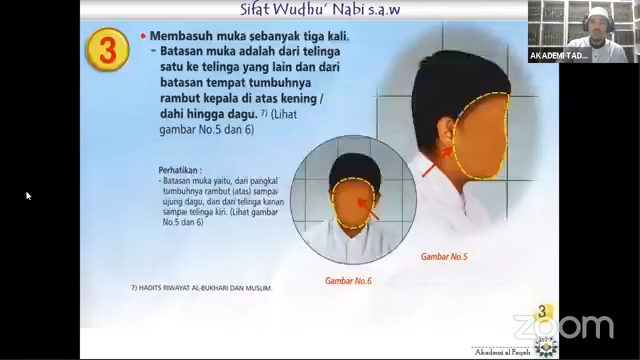 Sifat Wudhu' Nabi s.a.w
3
• Membasuh muka sebanyak tiga kali.
- Batasan muka adalah dari telinga
satu ke telinga yang lain dan dari
batasan tempat tumbuhnya
rambut kepala di atas kening /
dahi hingga dagu. 7) (Lihat
gambar No.5 dan 6)
Perhatikan :
- Batasan muka yaitu, dari pangkal
tumbuhnya rambut (atas) sampai
ujung dagu, dan dari telinga kanan
sampai telinga kiri. (Lihat gambar
No.5 dan 6)
Gambar No.5
Gambar No.6
7) HADITS RIWAYAT AL-BUKHARI DAN MUSLIM.
3
Akademi al Faqeh
AKADEMI TAD...
zoom